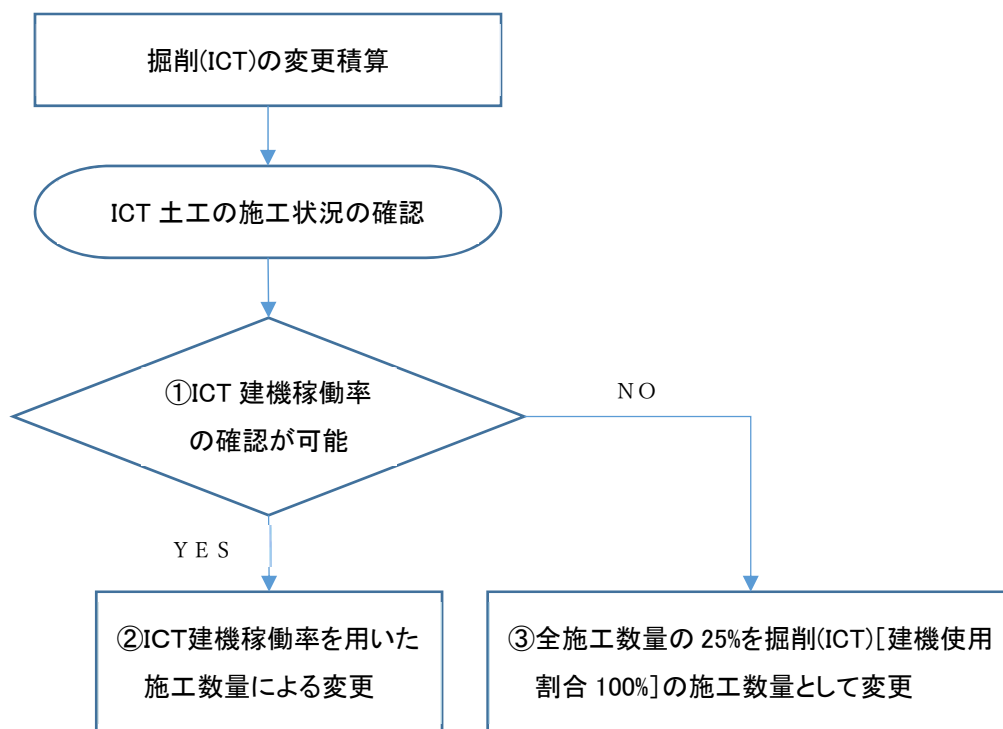 掘削(ICT)の変更積算
ICT 土工の施工状況の確認
①ICT 建機稼働率
の確認が可能
NO
YES
②ICT建機稼働率を用いた
施工数量による変更
③全施工数量の 25%を掘削(ICT)[建機使用
割合 100%]の施工数量として変更